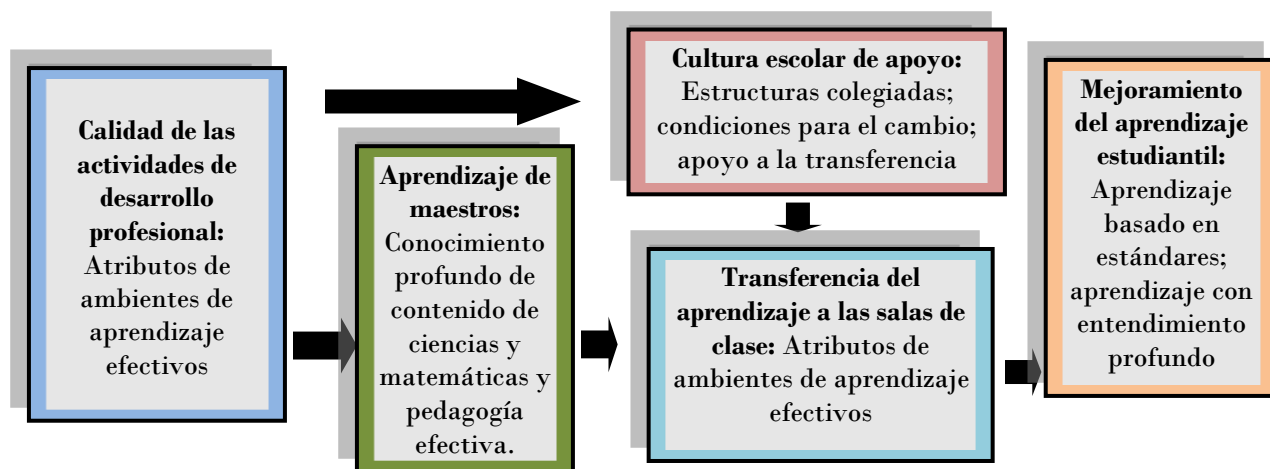 Calidad de las
actividades de
desarrollo
profesional:
Atributos de
ambientes de
aprendizaje
efectivos
Aprendizaje de
maestros:
Conocimiento
profundo de
contenido de
ciencias y
matemáticas y
pedagogía
efectiva.
Cultura escolar de apoyo:
Estructuras colegiadas;
condiciones para el cambio;
apoyo a la transferencia
Transferencia del
aprendizaje a las salas de
clase: Atributos de
ambientes de aprendizaje
efectivos
Mejoramiento
del aprendizaje
estudiantil:
Aprendizaje
basado en
estándares;
aprendizaje con
entendimiento
profundo